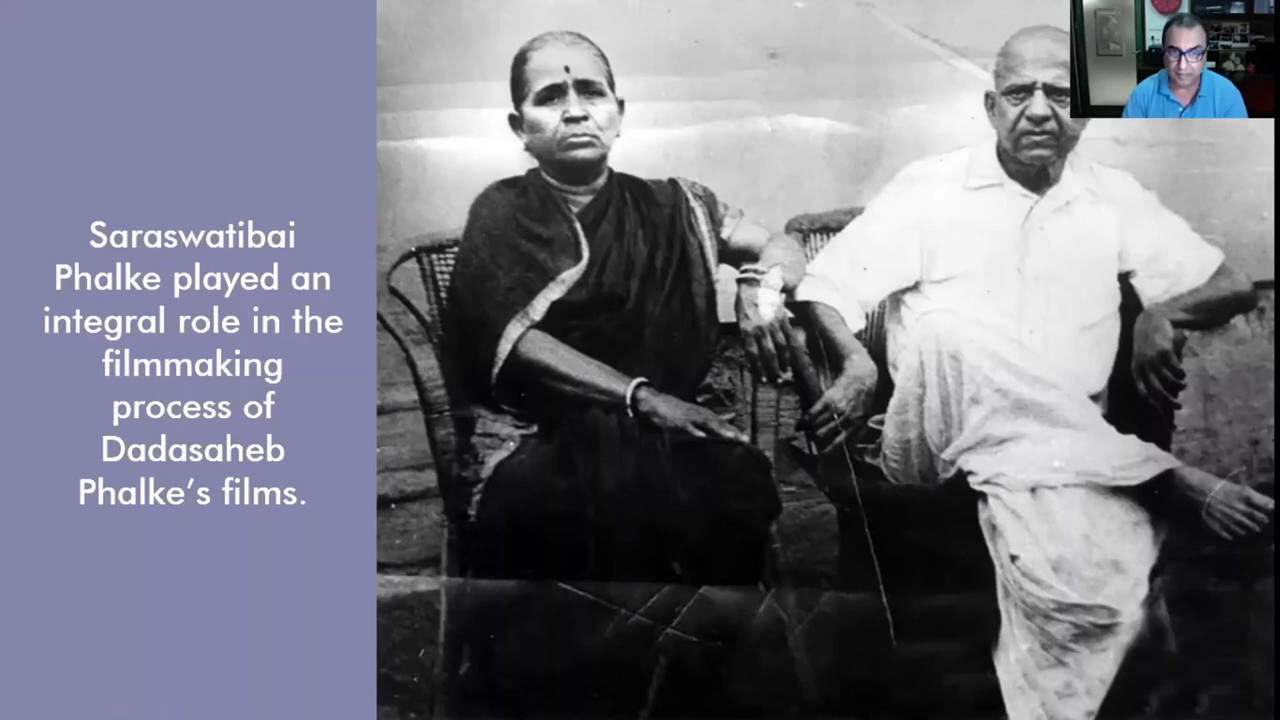 Saraswatibai
Phalke played an
integral role in the
filmmaking
process of
Dadasaheb
Phalke’s films.